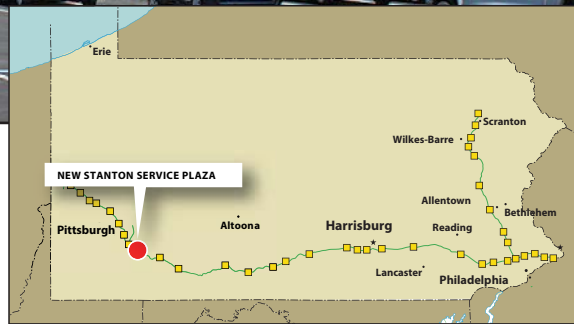 Erie
Scranton
Wilkes-Barre
NEW STANTON SERVICE PLAZA
Allentown
Bethlehem
Altoona
Harrisburg
Reading
Pittsburgh
Lancaster
Philadelphia